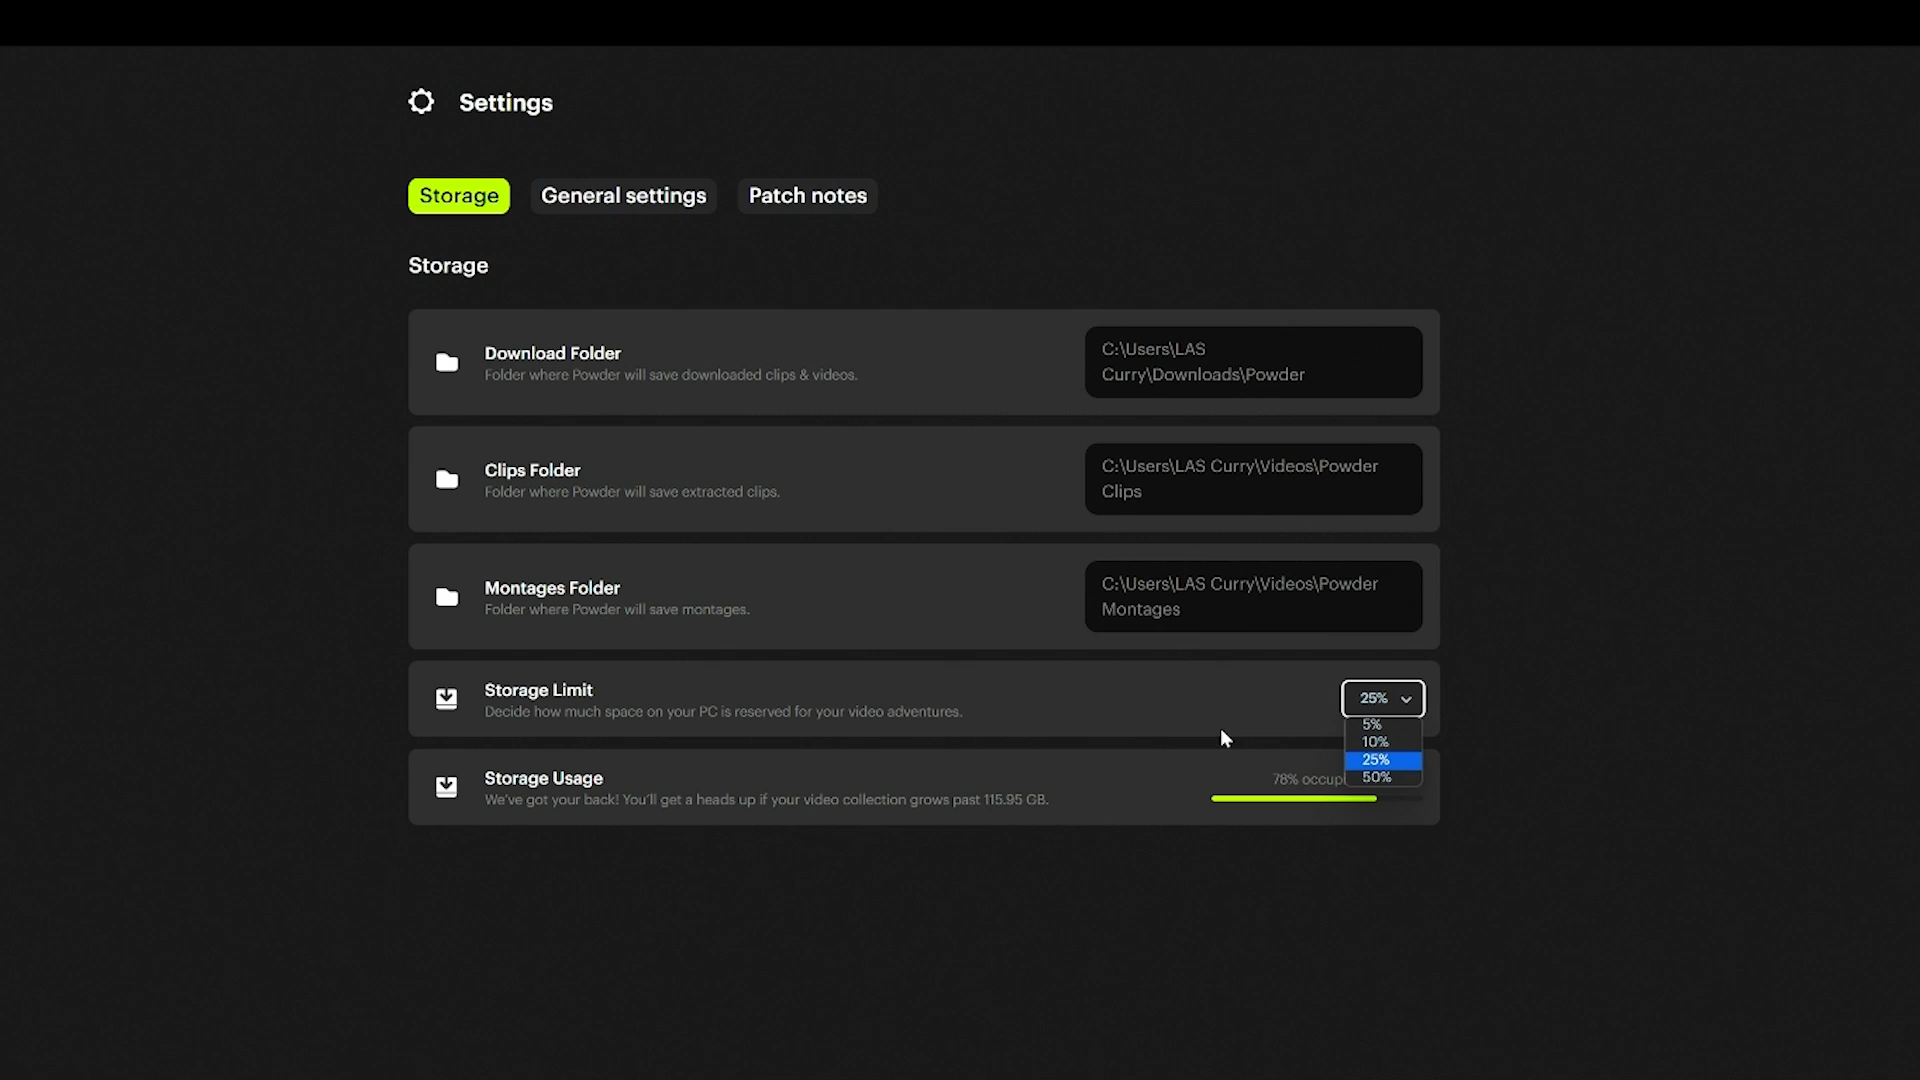 Settings
Storage
General settings
Patch notes
Storage
Download Folder
Folder where Powder will save downloaded clips & videos.
C:\Users\LAS
Curry\Downloads\Powder
Clips Folder
Folder where Powder will save extracted clips.
C:\Users\LAS Curry\Videos\Powder
Clips
Montages Folder
Folder where Powder will save montages.
C:\Users\LAS Curry\Videos\Powder
Montages
Storage Limit
Decide how much space on your PC is reserved for your video adventures.
25%
5%
10%
25%
50%
Storage Usage
We've got your back! You'll get a heads up if your video collection grows past 115.95 GB.
78%